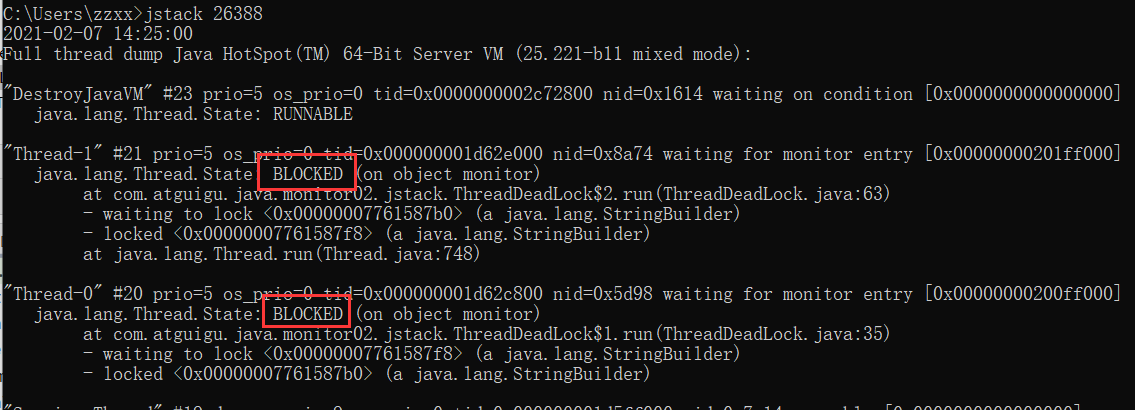 C:\Users\zzxx>jstack 26388
2021-02-07 14:25:00
Full thread dump Java HotSpot(TM) 64-Bit Server VM (25.221-b11 mixed mode):
"DestroyJavaVM" #23 prio=5 os_prio=0 tid=0x0000000002c72800 nid=0x1614 waiting on condition [0x0000000000000000]
   java.lang.Thread.State: RUNNABLE
"Thread-1" #21 prio=5 os_prio=0 tid=0x000000001d62e000 nid=0x8a74 waiting for monitor entry [0x00000000201ff000]
   java.lang.Thread.State: BLOCKED (on object monitor)
        at com.atguigu.java.monitor02.jstack.ThreadDeadLock$2.run(ThreadDeadLock.java:63)
        - waiting to lock <0x00000007761587b0> (a java.lang.StringBuilder)
        - locked <0x00000007761587f8> (a java.lang.StringBuilder)
        at java.lang.Thread.run(Thread.java:748)
"Thread-0" #20 prio=5 os_prio=0 tid=0x000000001d62c800 nid=0x5d98 waiting for monitor entry [0x00000000200ff000]
   java.lang.Thread.State: BLOCKED (on object monitor)
        at com.atguigu.java.monitor02.jstack.ThreadDeadLock$1.run(ThreadDeadLock.java:35)
        - waiting to lock <0x00000007761587f8> (a java.lang.StringBuilder)
        - locked <0x00000007761587b0> (a java.lang.StringBuilder)